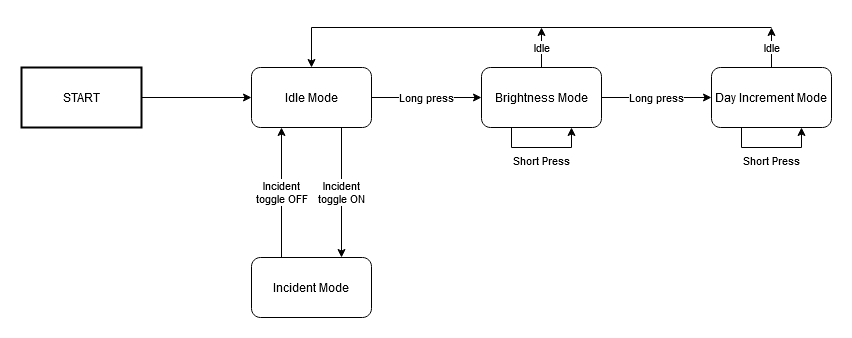 Idle
Idle
START
Idle Mode
Long press
Brightness Mode
Long press
Day Increment Mode
Short Press
Short Press
Incident
toggle OFF
Incident
toggle ON
Incident Mode